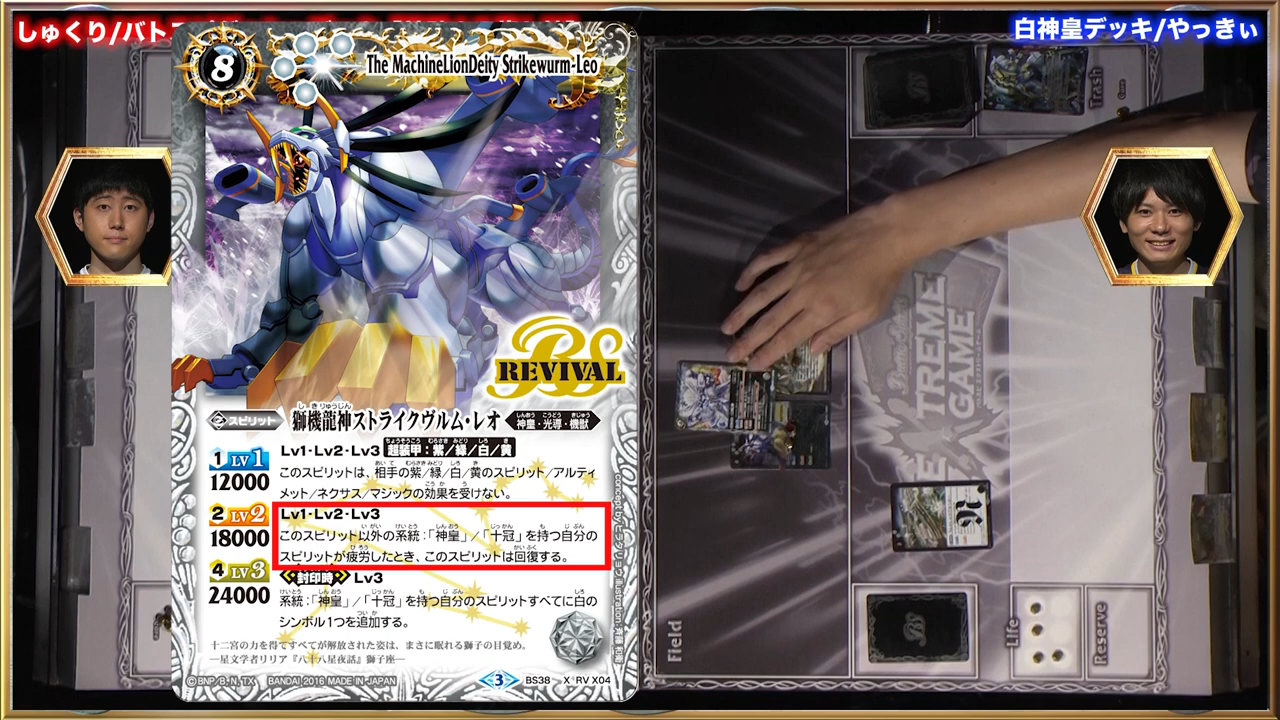 しゅくり/バト
白神皇デッキ/やっきぃ
8
The MachineLionDeity Strikewurm-Leo
BS
REVIVAL
スピリット
獅機龍神ストライクヴルム・レオ
神皇・光導・機獣
1 LV1
12000
Lv1・Lv2・Lv3 超装甲:紫/緑/白/黄
このスピリットは、相手の紫/緑/白/黄のスピリット/アルティ
メット/ネクサス/マジックの効果を受けない。
2 LV2
18000
Lv1・Lv2・Lv3
このスピリット以外の系統:「神皇」/「十冠」を持つ自分の
スピリットが疲労したとき、このスピリットは回復する。
4 LV3
24000
封印時 Lv3
系統:「神皇」/「十冠」を持つ自分のスピリットすべてに白の
シンボル1つを追加する。
十二宮の力を得てすべてが解放された姿は、まさに眠れる獅子の目覚め。
―星文学者リリア『八十八星夜話』獅子座―
©BNP/B, N, TX BANDAI 2016 MADE IN JAPAN
3
BS38 X RV X04
Trash
Core
EXTREME
GAME
Field
Life
Reserve